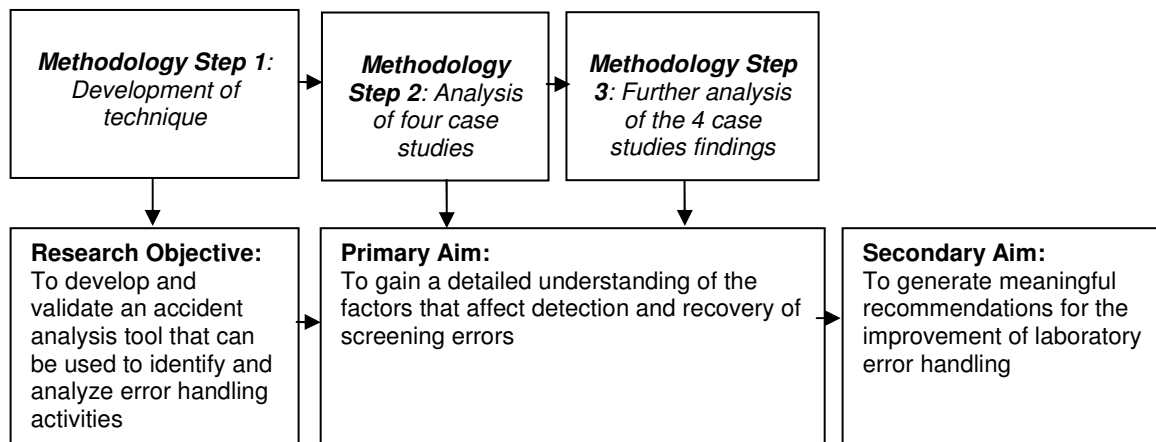 Methodology Step 1:
Development of
technique
Methodology
Step 2: Analysis
of four case
studies
Methodology Step
3: Further analysis
of the 4 case
studies findings
Research Objective:
To develop and
validate an accident
analysis tool that can
be used to identify and
analyze error handling
activities
Primary Aim:
To gain a detailed understanding of the
factors that affect detection and recovery of
screening errors
Secondary Aim:
To generate meaningful
recommendations for the
improvement of laboratory
error handling